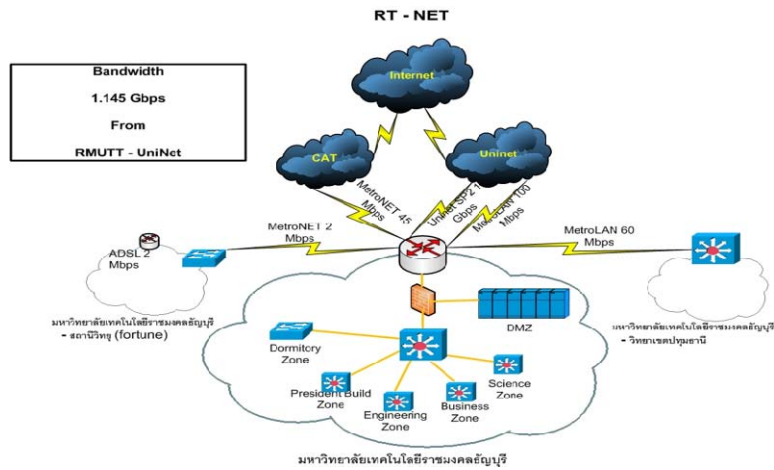 RT - NET
Bandwidth
1.145 Gbps
From
RMUTT - UniNet
Internet
CAT
Uninet
MetroNET 45
Mbps
Uninet SP2 1
Gbps
MetroLAN 100
Mbps
MetroNET 2
Mbps
MetroLAN 60
Mbps
ADSL 2
Mbps
มหาวิทยาลัยเทคโนโลยีราชมงคลธัญบุรี
- สถานีวิทยุ (fortune)
DMZ
มหาวิทยาลัยเทคโนโลยีราชมงคลธัญบุรี
- วิทยาเขตปทุมธานี
Dormitory
Zone
President Build
Zone
Engineering
Zone
Business
Zone
Science
Zone
มหาวิทยาลัยเทคโนโลยีราชมงคลธัญบุรี